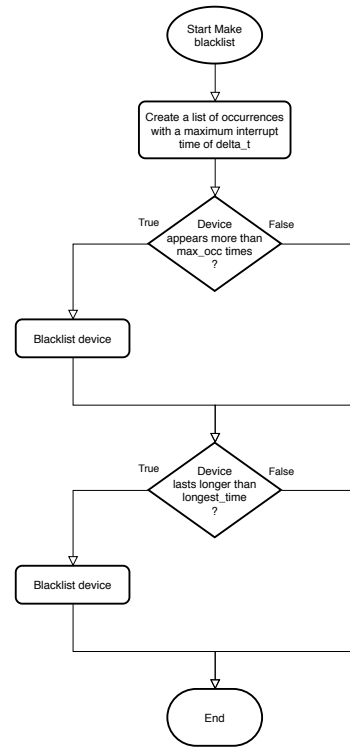 Start Make
blacklist
Create a list of occurrences
with a maximum interrupt
time of delta_t
True
Device
appears more than
max_occ times
?
False
Blacklist device
True
Device
lasts longer than
longest_time
?
False
Blacklist device
End